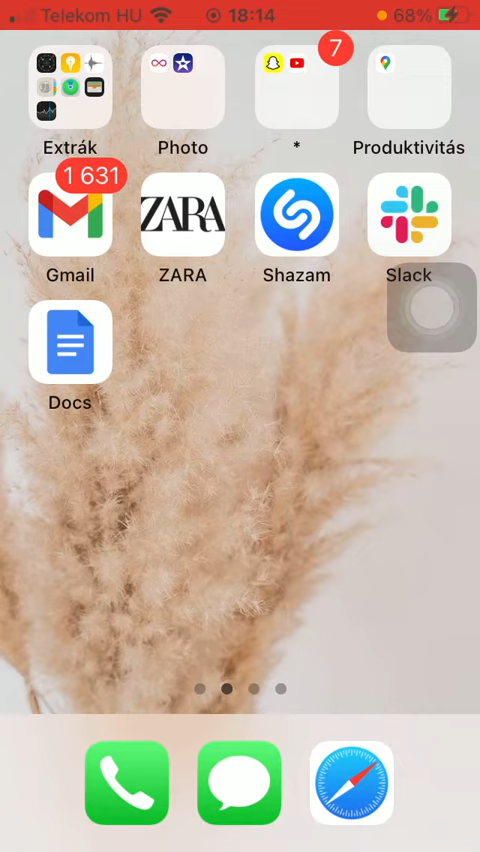 Telekom HU 18:14 68%
7
Extrák Photo * Produktivitás
1 631
ZARA
Gmail ZARA Shazam Slack
Docs